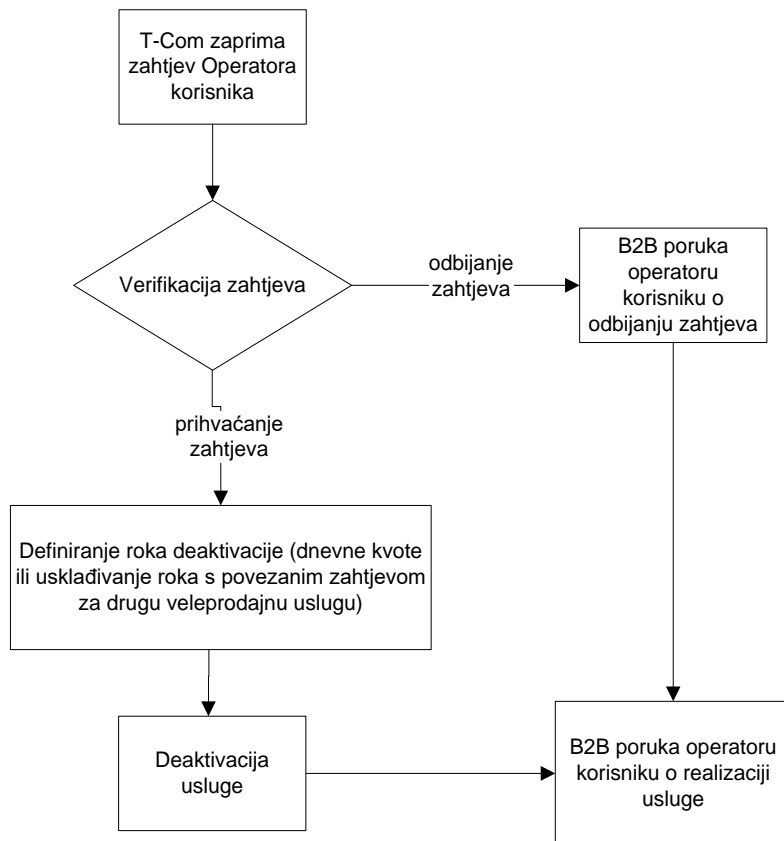 T-Com zaprima
zahtjev Operatora
korisnika
Verifikacija zahtjeva
odbijanje
zahtjeva
B2B poruka
operatoru
korisniku o
odbijanju zahtjeva
prihvaćanje
zahtjeva
Definiranje roka deaktivacije (dnevne kvote
ili usklađivanje roka s povezanim zahtjevom
za drugu veleprodajnu uslugu)
Deaktivacija
usluge
B2B poruka operatoru
korisniku o realizaciji
usluge